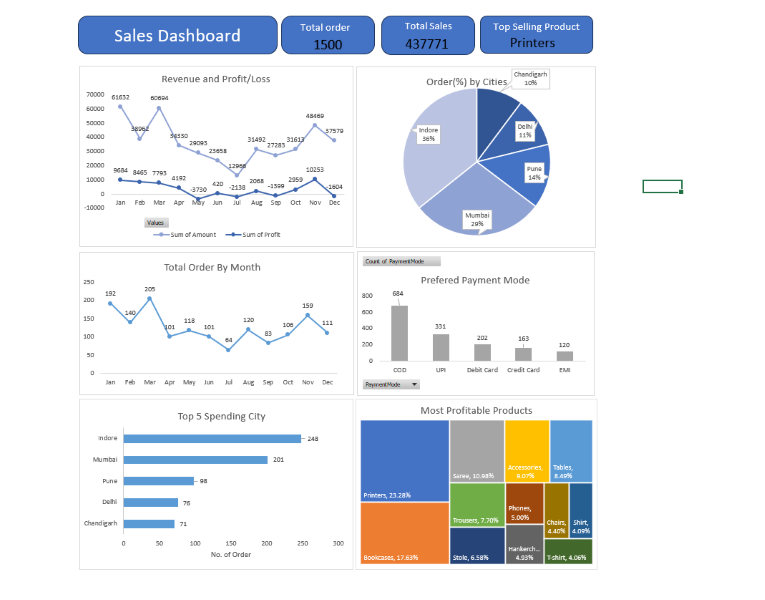 Sales Dashboard
Total order
1500
Total Sales
437771
Top Selling Product
Printers
Revenue and Profit/Loss
70000
60000
50000
40000
30000
20000
10000
0
-10000
61632
60694
29093
23658
12966
31492
27283
31613
48469
37579
9684
8465
7793
4192
-3730
420
-2138
2068
2959
10253
-1604
Jan Feb Mar Apr May Jun Jul Aug Sep Oct Nov Dec
Values
Sum of Amount
Sum of Profit
Order(%) by Cities
Chandigarh
10%
Delhi
11%
Pune
14%
Mumbai
29%
Indore
36%
Total Order By Month
250
200
150
100
50
0
192
140
205
101
118
101
64
120
83
106
159
111
Jan Feb Mar Apr May Jun Jul Aug Sep Oct Nov Dec
Count of PaymentMode
Prefered Payment Mode
800
600
400
200
0
684
331
202
163
120
COD UPI Debit Card Credit Card EMI
PaymentMode
Top 5 Spending City
Indore 248
Mumbai 201
Pune 98
Delhi 76
Chandigarh 71
0 50 100 150 200 250 300
No. of Order
Most Profitable Products
Printers, 23.28%
Bookcases, 17.63%
Saree, 10.98%
Trousers, 7.70%
Stole, 6.58%
Accessories,
9.07%
Tables,
8.49%
Phones,
5.00%
Hankerch...
4.93%
Chairs,
4.40%
Shirt,
4.09%
T-shirt, 4.06%